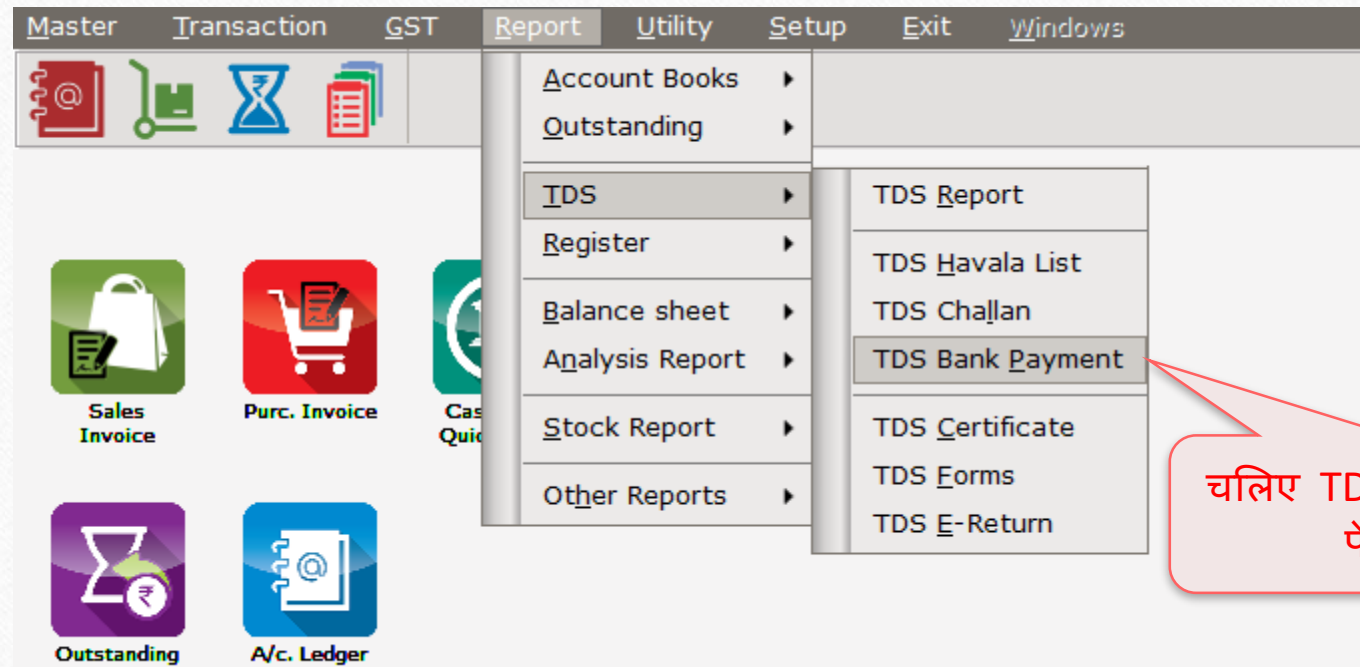 Master Transaction GST Report Utility Setup Exit Windows
Account Books
Outstanding
TDS
Register
Balance sheet
Analysis Report
Stock Report
Other Reports
TDS Report
TDS Havala List
TDS Challan
TDS Bank Payment
TDS Certificate
TDS Forms
TDS E-Return
Sales
Invoice
Purc. Invoice
Outstanding
A/c. Ledger
चलिए